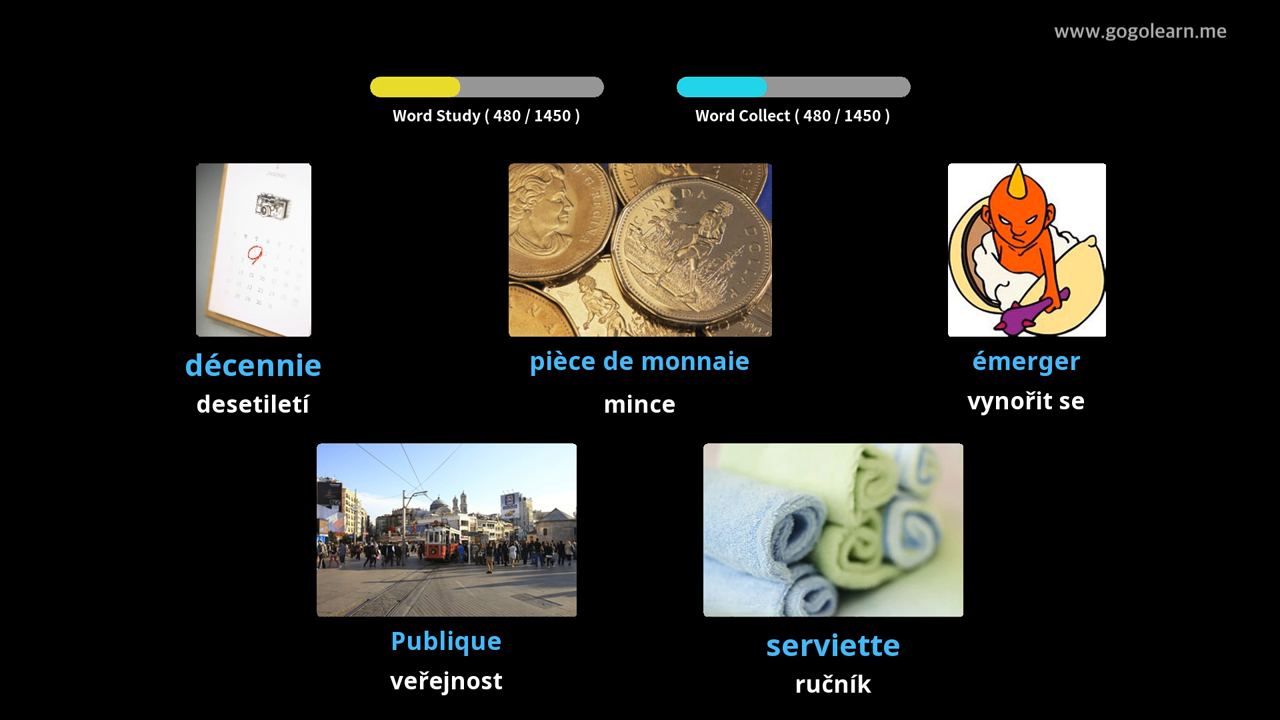 www.gogolearn.me
Word Study ( 480 / 1450 )
Word Collect ( 480 / 1450 )
décennie
desetiletí
pièce de monnaie
mince
émerger
vynořit se
Publique
veřejnost
serviette
ručník